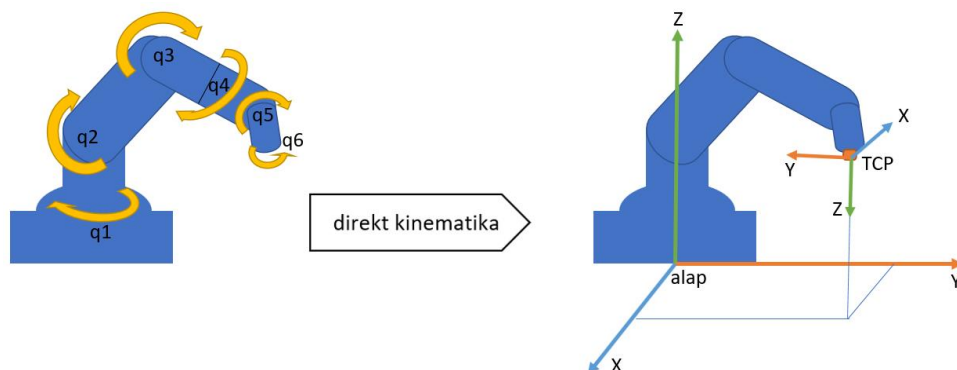 q3
q4
q5
q2
q6
q1
direkt kinematika
Z
X
Y
TCP
Z
alap
Y
X